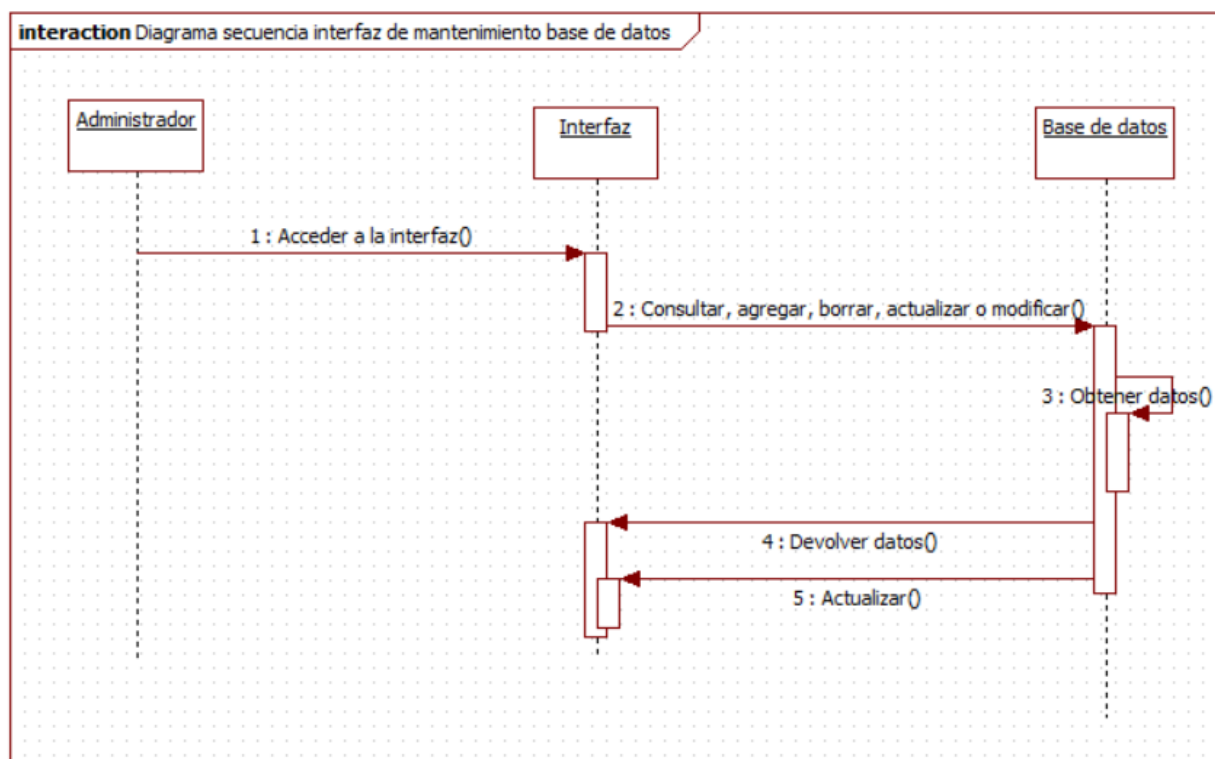 interaction Diagrama secuencia interfaz de mantenimiento base de datos
Administrador
Interfaz
Base de datos
1 : Acceder a la interfaz()
2 : Consultar, agregar, borrar, actualizar o modificar()
3 : Obtener datos()
4 : Devolver datos()
5 : Actualizar()